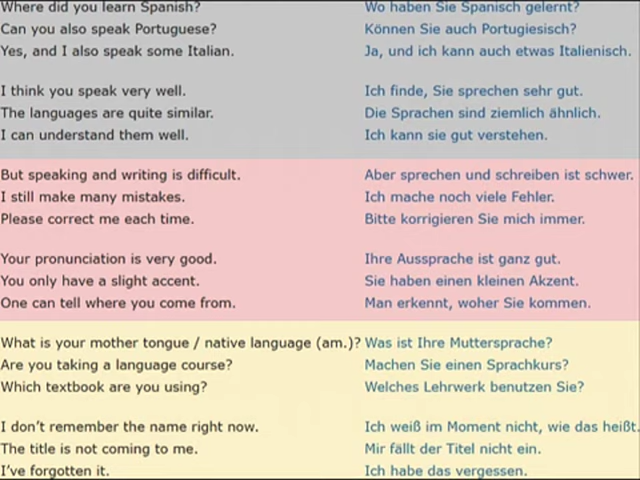 Where did you learn Spanish? Wo haben Sie Spanisch gelernt?
Can you also speak Portuguese? Können Sie auch Portugiesisch?
Yes, and I also speak some Italian. Ja, und ich kann auch etwas Italienisch.
I think you speak very well. Ich finde, Sie sprechen sehr gut.
The languages are quite similar. Die Sprachen sind ziemlich ähnlich.
I can understand them well. Ich kann sie gut verstehen.
But speaking and writing is difficult. Aber sprechen und schreiben ist schwer.
I still make many mistakes. Ich mache noch viele Fehler.
Please correct me each time. Bitte korrigieren Sie mich immer.
Your pronunciation is very good. Ihre Aussprache ist ganz gut.
You only have a slight accent. Sie haben einen kleinen Akzent.
One can tell where you come from. Man erkennt, woher Sie kommen.
What is your mother tongue / native language (am.)? Was ist Ihre Muttersprache?
Are you taking a language course? Machen Sie einen Sprachkurs?
Which textbook are you using? Welches Lehrwerk benutzen Sie?
I don’t remember the name right now. Ich weiß im Moment nicht, wie das heißt.
The title is not coming to me. Mir fällt der Titel nicht ein.
I’ve forgotten it. Ich habe das vergessen.